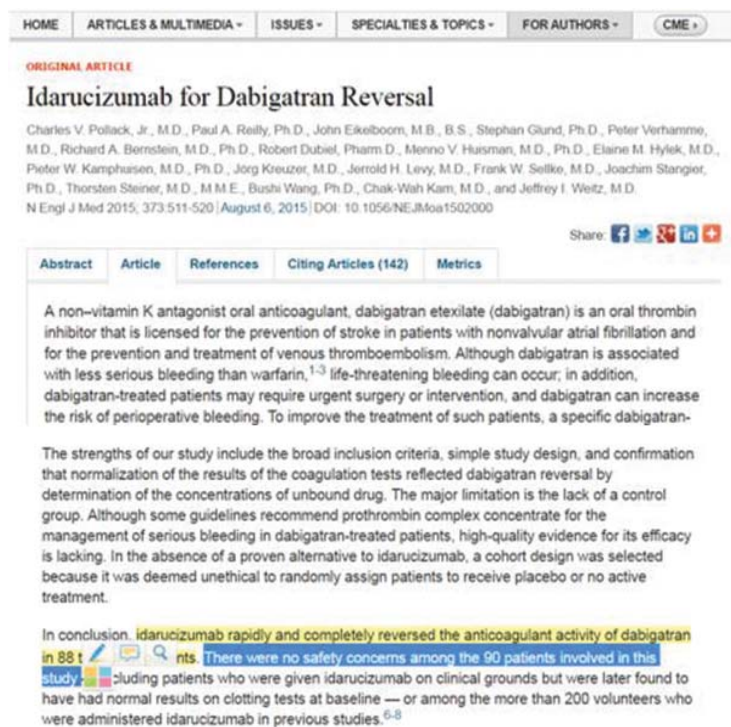 HOME ARTICLES & MULTIMEDIA ISSUES SPECIALTIES & TOPICS FOR AUTHORS CME
ORIGINAL ARTICLE
Idarucizumab for Dabigatran Reversal
Charles V. Pollack, Jr., M.D., Paul A. Reilly, Ph.D., John Eikelboom, M.B., B.S., Stephan Glund, Ph.D., Peter Verhamme,
M.D., Richard A. Bernstein, M.D., Ph.D., Robert Dubiel, Pharm D., Menno V. Huisman, M.D., Ph.D., Elaine M. Hylek, M.D.,
Pieter W. Kamphuisen, M.D., Ph.D., Jörg Kreuzer, M.D., Jerrold H. Levy, M.D., Frank W. Sellke, M.D., Joachim Stangier,
Ph.D., Thorsten Steiner, M.D., M.M.E., Bushi Wang, Ph.D., Chak-Wah Kam, M.D., and Jeffrey I. Weitz, M.D.
N Engl J Med 2015; 373:511-520 | August 6, 2015 | DOI: 10.1056/NEJMoa1502000
Share:
Abstract Article References Citing Articles (142) Metrics
A non–vitamin K antagonist oral anticoagulant, dabigatran etexilate (dabigatran) is an oral thrombin
inhibitor that is licensed for the prevention of stroke in patients with nonvalvular atrial fibrillation and
for the prevention and treatment of venous thromboembolism. Although dabigatran is associated
with less serious bleeding than warfarin,1-3 life-threatening bleeding can occur; in addition,
dabigatran-treated patients may require urgent surgery or intervention, and dabigatran can increase
the risk of perioperative bleeding. To improve the treatment of such patients, a specific dabigatran-
The strengths of our study include the broad inclusion criteria, simple study design, and confirmation
that normalization of the results of the coagulation tests reflected dabigatran reversal by
determination of the concentrations of unbound drug. The major limitation is the lack of a control
group. Although some guidelines recommend prothrombin complex concentrate for the
management of serious bleeding in dabigatran-treated patients, high-quality evidence for its efficacy
is lacking. In the absence of a proven alternative to idarucizumab, a cohort design was selected
because it was deemed unethical to randomly assign patients to receive placebo or no active
treatment.
In conclusion, idarucizumab rapidly and completely reversed the anticoagulant activity of dabigatran
in 88 t nts. There were no safety concerns among the 90 patients involved in this
study cluding patients who were given idarucizumab on clinical grounds but were later found to
have had normal results on clotting tests at baseline — or among the more than 200 volunteers who
were administered idarucizumab in previous studies.6-8